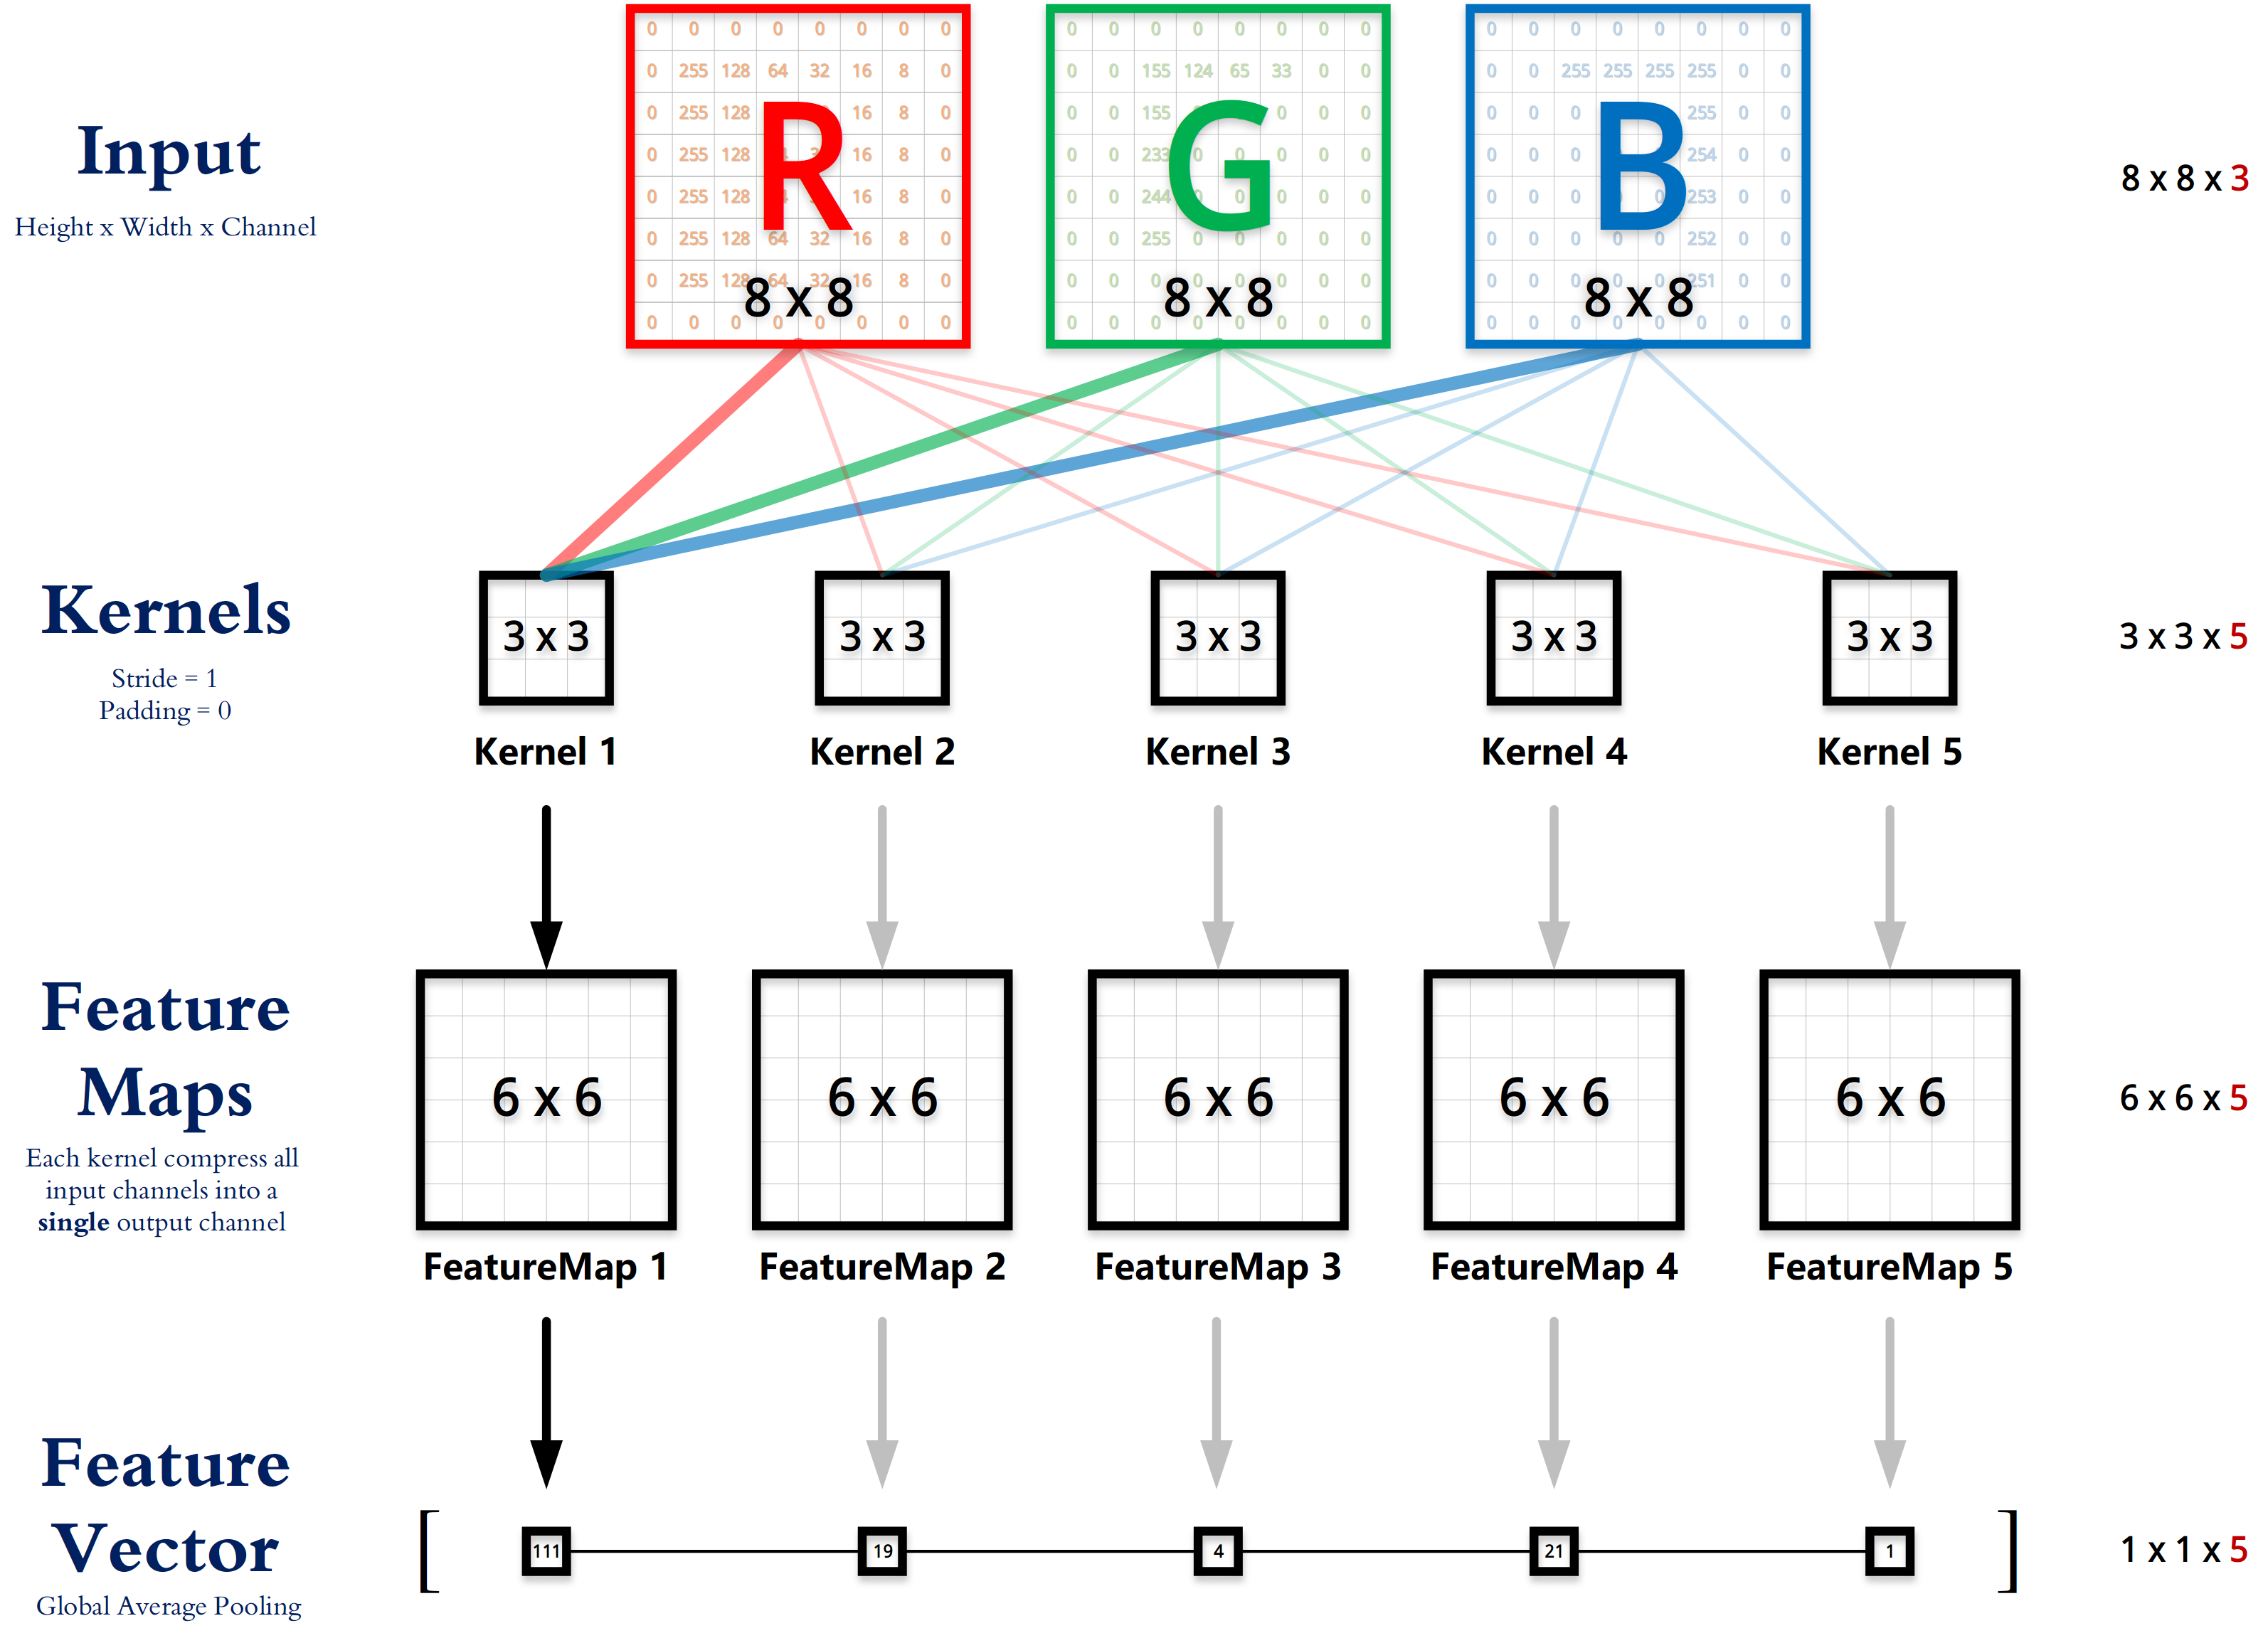 Input
Height x Width x Channel
0 0 0 0 0 0 0 0
0 255 128 64 32 16 8 0
0 255 128 16 8 0
0 255 128 16 8 0
0 255 128 16 8 0
0 255 128 64 32 16 8 0
0 255 128 64 32 16 8 0
0 0 0 0 0 0 0 0
R
8 x 8
0 0 0 0 0 0 0 0
0 0 155 124 65 33 0 0
0 0 155 0 0 0
0 0 233 0 0 0 0 0
0 0 244 0 0 0 0
0 0 255 0 0 0 0 0
0 0 0 0 0 0 0 0
0 0 0 0 0 0 0 0
G
8 x 8
0 0 0 0 0 0 0 0
0 0 255 255 255 255 0 0
0 0 0 255 0 0
0 0 0 254 0 0
0 0 0 253 0 0
0 0 0 0 0 252 0 0
0 0 0 0 0 251 0 0
0 0 0 0 0 0 0 0
B
8 x 8
8 x 8 x 3
Kernels
Stride = 1
Padding = 0
3 x 3 3 x 3 3 x 3 3 x 3 3 x 3
Kernel 1 Kernel 2 Kernel 3 Kernel 4 Kernel 5
3 x 3 x 5
Feature
Maps
Each kernel compress all
input channels into a
single output channel
6 x 6 6 x 6 6 x 6 6 x 6 6 x 6
FeatureMap 1 FeatureMap 2 FeatureMap 3 FeatureMap 4 FeatureMap 5
6 x 6 x 5
Feature
Vector
Global Average Pooling
[ 111 19 4 21 1 ]
1 x 1 x 5